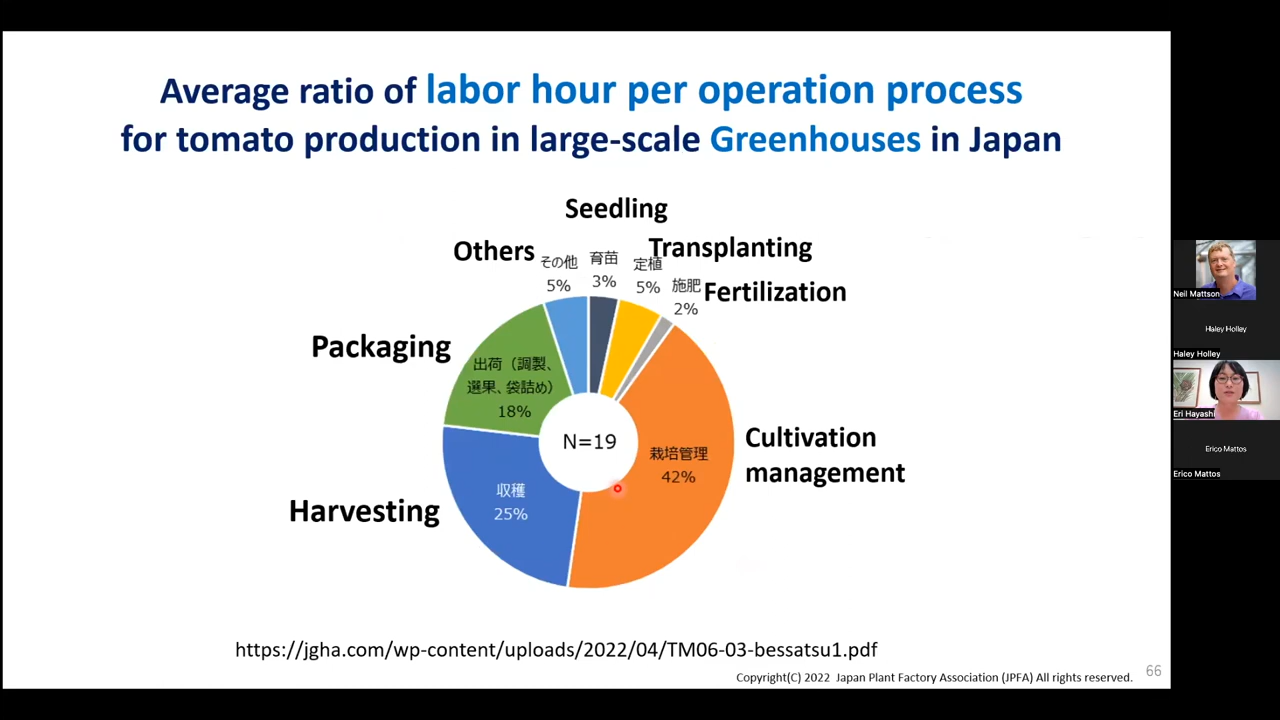 Average ratio of labor hour per operation process
for tomato production in large-scale Greenhouses in Japan
Seedling
Others
Transplanting
その他
5%
育苗
3%
定植
5%
施肥
2%
Fertilization
Packaging
出荷（調製、
選果、袋詰め）
18%
N=19
栽培管理
42%
Cultivation
management
収穫
25%
Harvesting
https://jgha.com/wp-content/uploads/2022/04/TM06-03-bessatsu1.pdf
Copyright(C) 2022 Japan Plant Factory Association (JPFA) All rights reserved.
66
Neil Mattson
Haley Holley
Haley Holley
Eri Hayashi
Erico Mattos
Erico Mattos